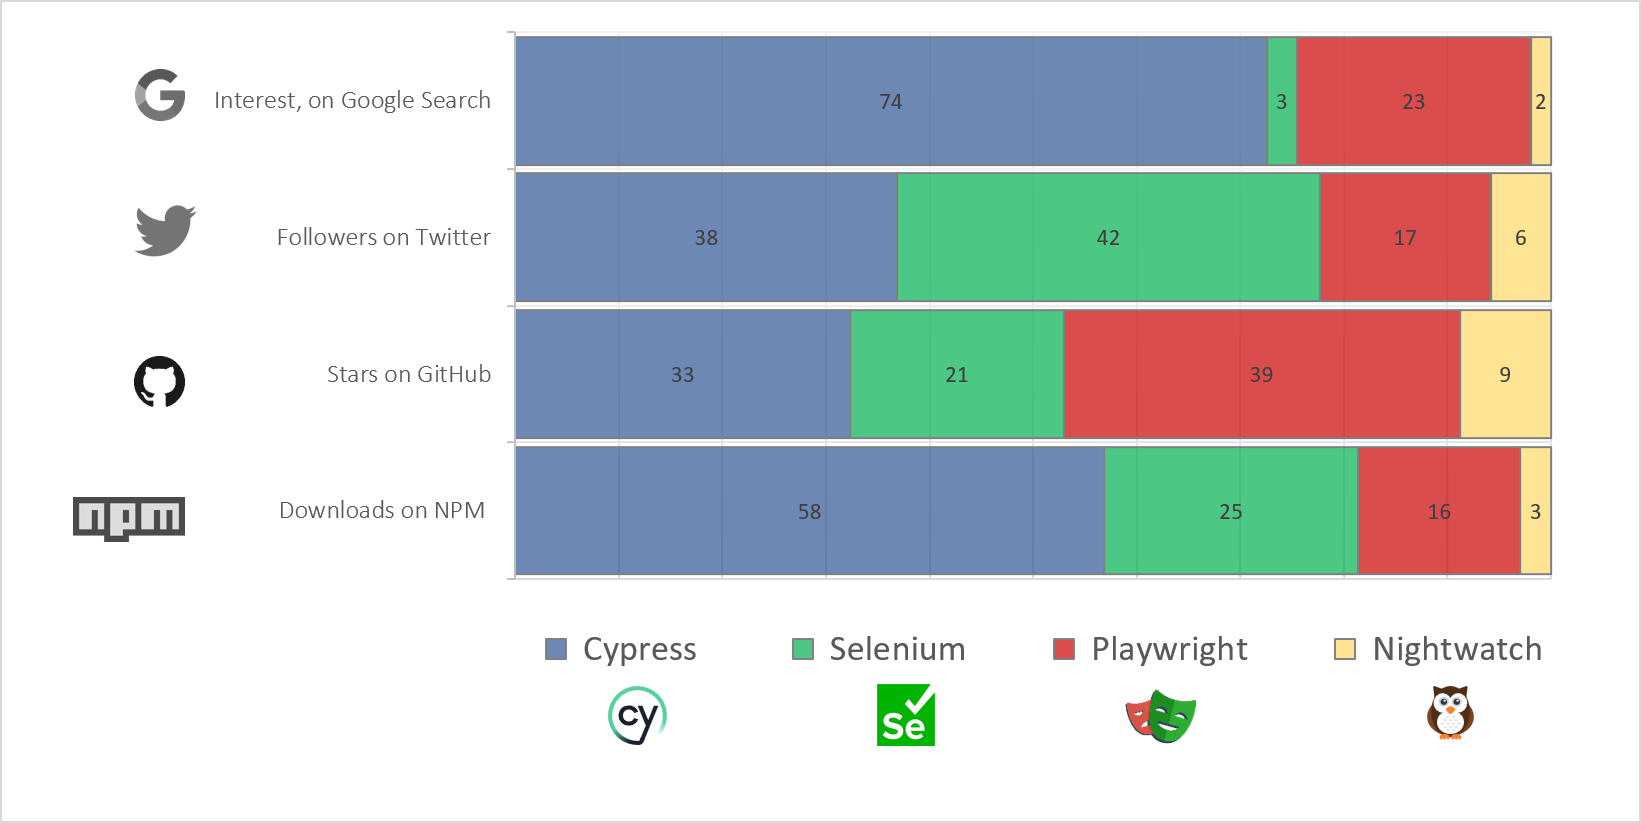 Interest, on Google Search
74
3
23
2
Followers on Twitter
38
42
17
6
Stars on GitHub
33
21
39
9
npm
Downloads on NPM
58
25
16
3
Cypress
Selenium
Playwright
Nightwatch
cy
Se